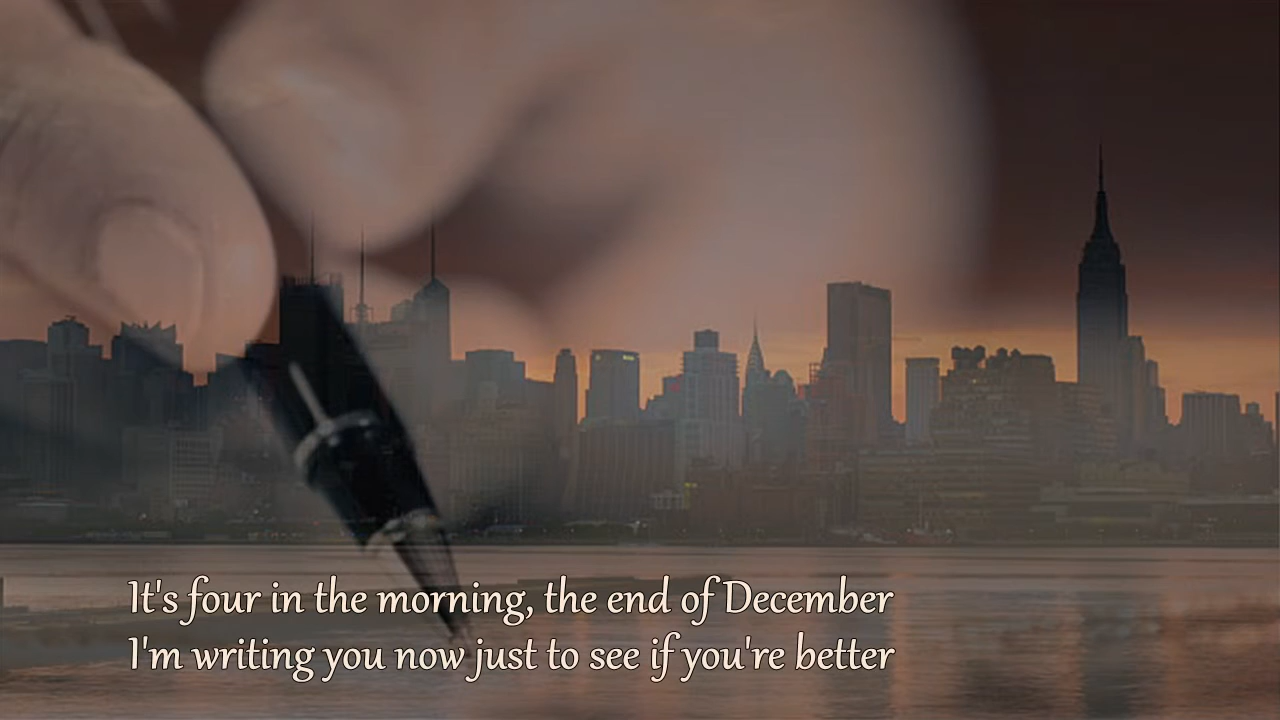 It's four in the morning, the end of December
I'm writing you now just to see if you're better